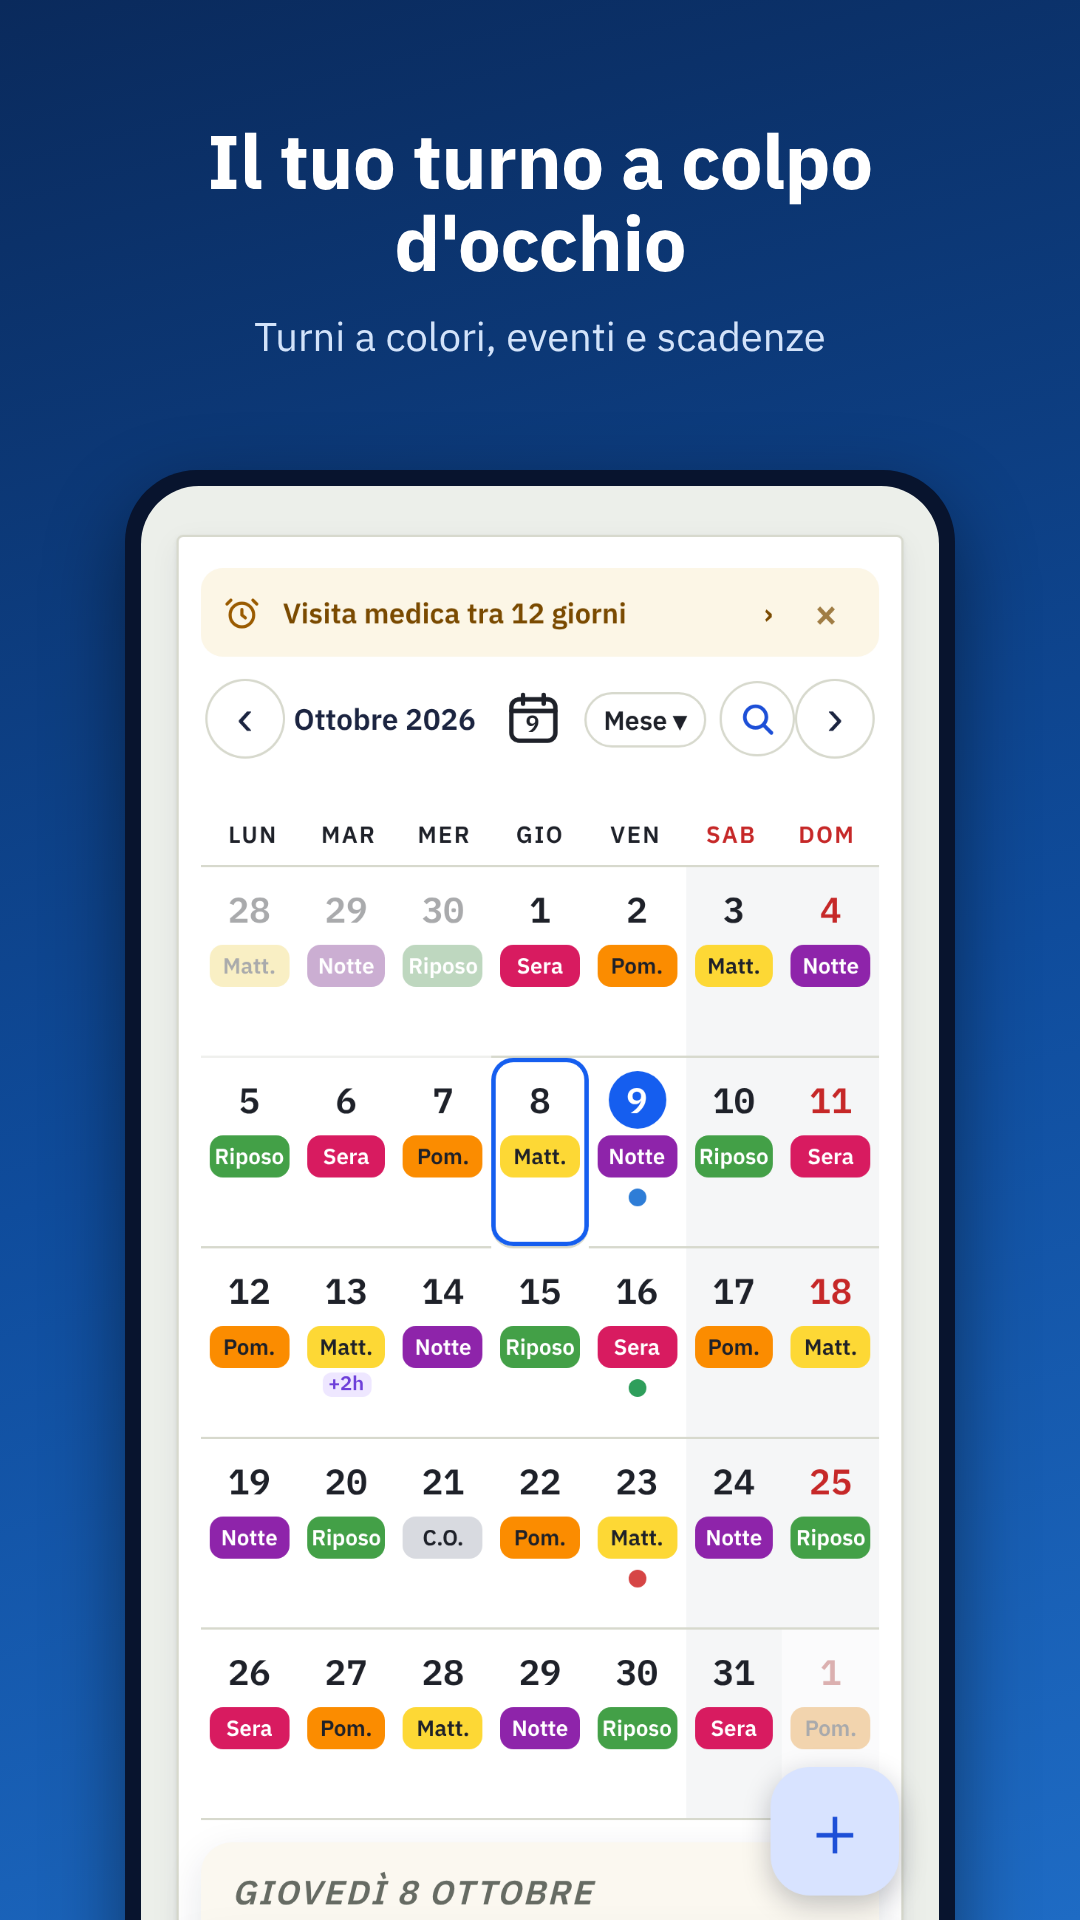 Il tuo turno a colpo
d'occhio
Turni a colori, eventi e scadenze
Visita medica tra 12 giorni › ×
‹ Ottobre 2026 9 Mese ▾ ›
LUN MAR MER GIO VEN SAB DOM
28 29 30 1 2 3 4
Matt. Notte Riposo Sera Pom. Matt. Notte
5 6 7 8 9 10 11
Riposo Sera Pom. Matt. Notte Riposo Sera
12 13 14 15 16 17 18
Pom. Matt. Notte Riposo Sera Pom. Matt.
+2h
19 20 21 22 23 24 25
Notte Riposo C.O. Pom. Matt. Notte Riposo
26 27 28 29 30 31 1
Sera Pom. Matt. Notte Riposo Sera Pom.
+
GIOVEDÌ 8 OTTOBRE